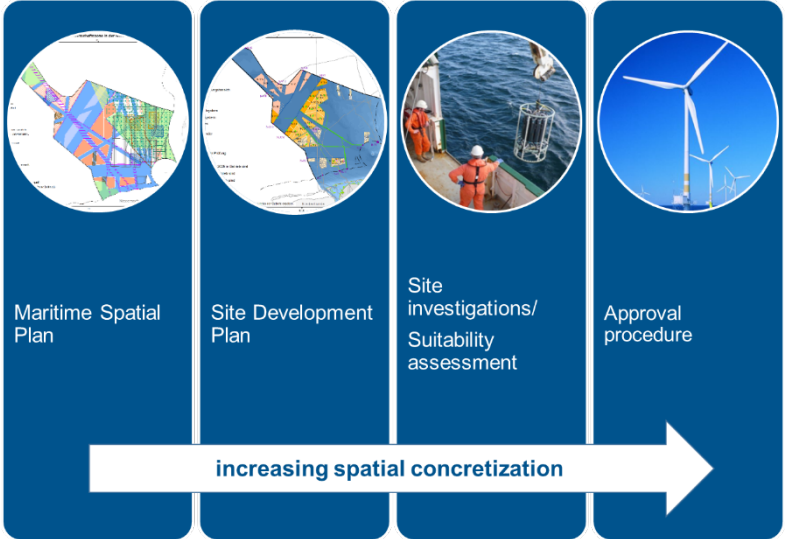 Maritime Spatial
Plan
Site Development
Plan
Site
investigations/
Suitability
assessment
Approval
procedure
increasing spatial concretization